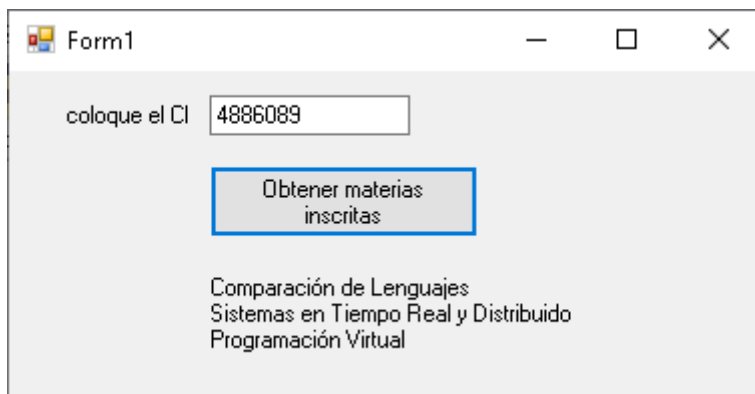 Form1
coloque el CI 4886089
Obtener materias
inscritas
Comparación de Lenguajes
Sistemas en Tiempo Real y Distribuido
Programación Virtual